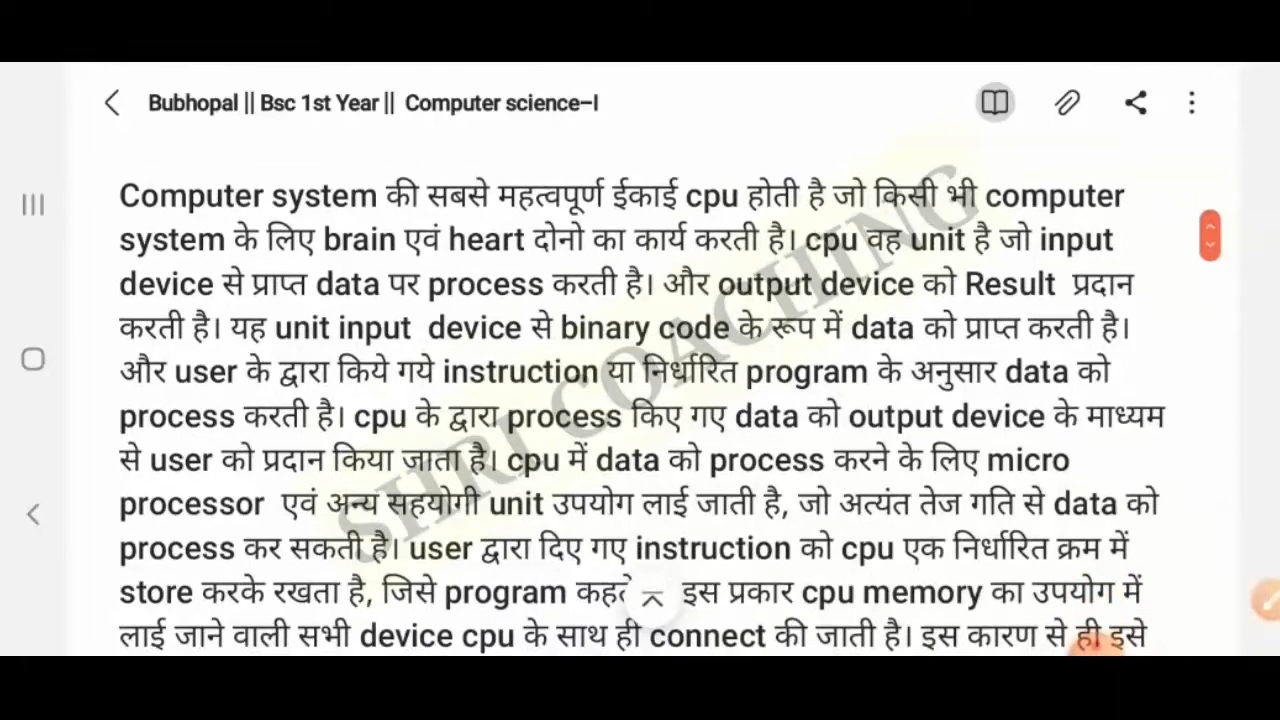 Bubhopal || Bsc 1st Year || Computer science-I
Computer system की सबसे महत्वपूर्ण ईकाई cpu होती है जो किसी भी computer
system के लिए brain एवं heart दोनो का कार्य करती है। cpu वह unit है जो input
device से प्राप्त data पर process करती है। और output device को Result प्रदान
करती है। यह unit input device से binary code के रूप में data को प्राप्त करती है।
और user के द्वारा किये गये instruction या निर्धारित program के अनुसार data को
process करती है। cpu के द्वारा process किए गए data को output device के माध्यम
से user को प्रदान किया जाता है। cpu में data को process करने के लिए micro
processor एवं अन्य सहयोगी unit उपयोग लाई जाती है, जो अत्यंत तेज गति से data को
process कर सकती है। user द्वारा दिए गए instruction को cpu एक निर्धारित क्रम में
store करके रखता है, जिसे program इस प्रकार cpu memory का उपयोग में
लाई जाने वाली सभी device cpu के साथ ही connect की जाती है। इस कारण से ही इसे
SHRI COACHING